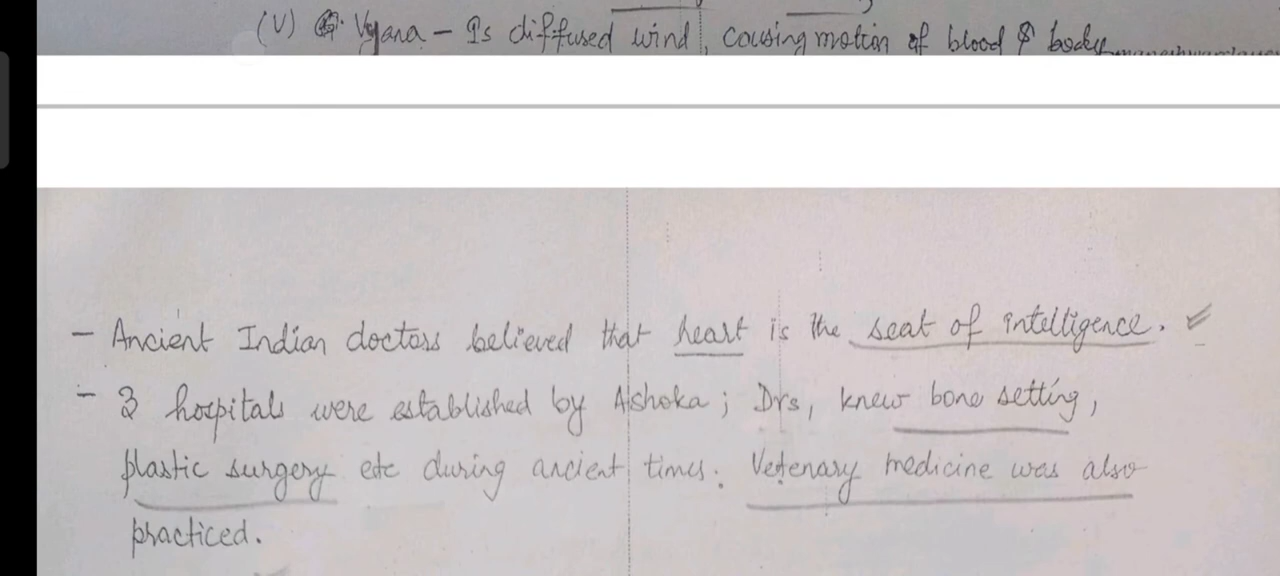 (V) Vyana - Is diffused wind, cousing motion of blood & body
- Ancient Indian doctors believed that heart is the seat of intelligence.
- 3 hospitals were established by Ashoka; Drs, knew bone setting,
plastic surgery etc during ancient times. Vetenary medicine was also
practiced.